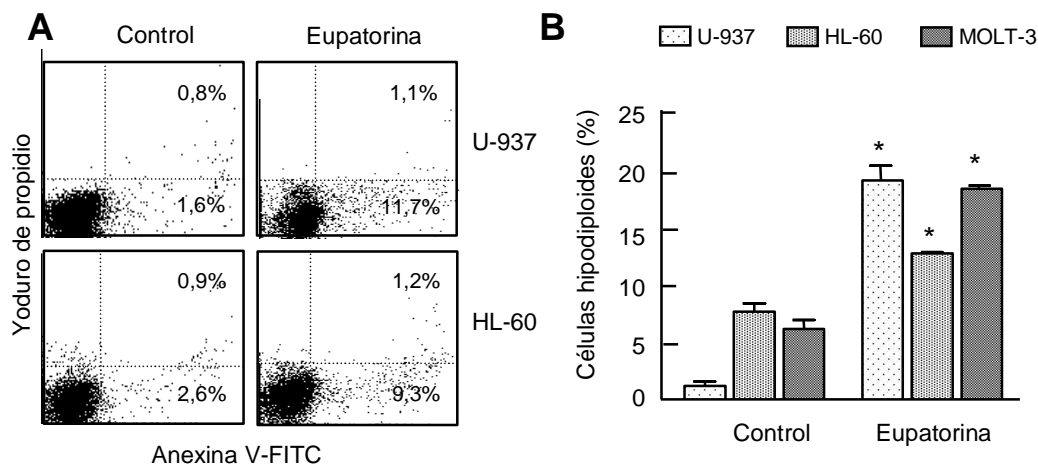 A
Control
Eupatorina
0,8%
1,1%
U-937
1,6%
11,7%
0,9%
1,2%
HL-60
2,6%
9,3%
Yoduro de propidio
Anexina V-FITC
B
U-937
HL-60
MOLT-3
Células hipodiploides (%)
25
20
15
10
5
0
*
*
*
Control
Eupatorina